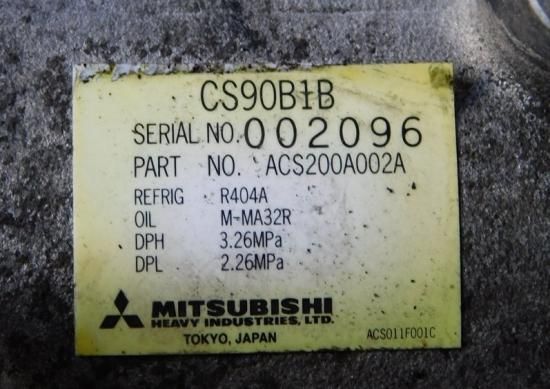 CS90B1B
SERIAL NO. 002096
PART NO. ACS200A002A
REFRIG R404A
OIL M-MA32R
DPH 3.26MPa
DPL 2.26MPa
MITSUBISHI
HEAVY INDUSTRIES, LTD.
TOKYO, JAPAN
ACS011F001C